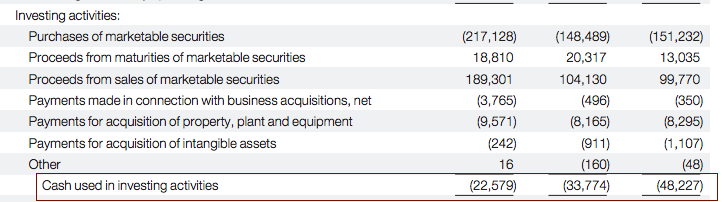 Investing activities:
Purchases of marketable securities (217,128) (148,489) (151,232)
Proceeds from maturities of marketable securities 18,810 20,317 13,035
Proceeds from sales of marketable securities 189,301 104,130 99,770
Payments made in connection with business acquisitions, net (3,765) (496) (350)
Payments for acquisition of property, plant and equipment (9,571) (8,165) (8,295)
Payments for acquisition of intangible assets (242) (911) (1,107)
Other 16 (160) (48)
Cash used in investing activities (22,579) (33,774) (48,227)